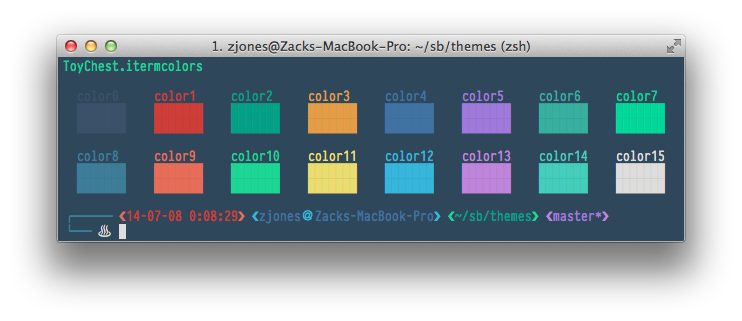 1. zjones@Zacks-MacBook-Pro: ~/sb/themes (zsh)
ToyChest.itermcolors
color0 color1 color2 color3 color4 color5 color6 color7
color8 color9 color10 color11 color12 color13 color14 color15
❮14-07-08 0:08:29❯ ❮zjones@Zacks-MacBook-Pro❯ ❮~/sb/themes❯ ❮master*❯
♨